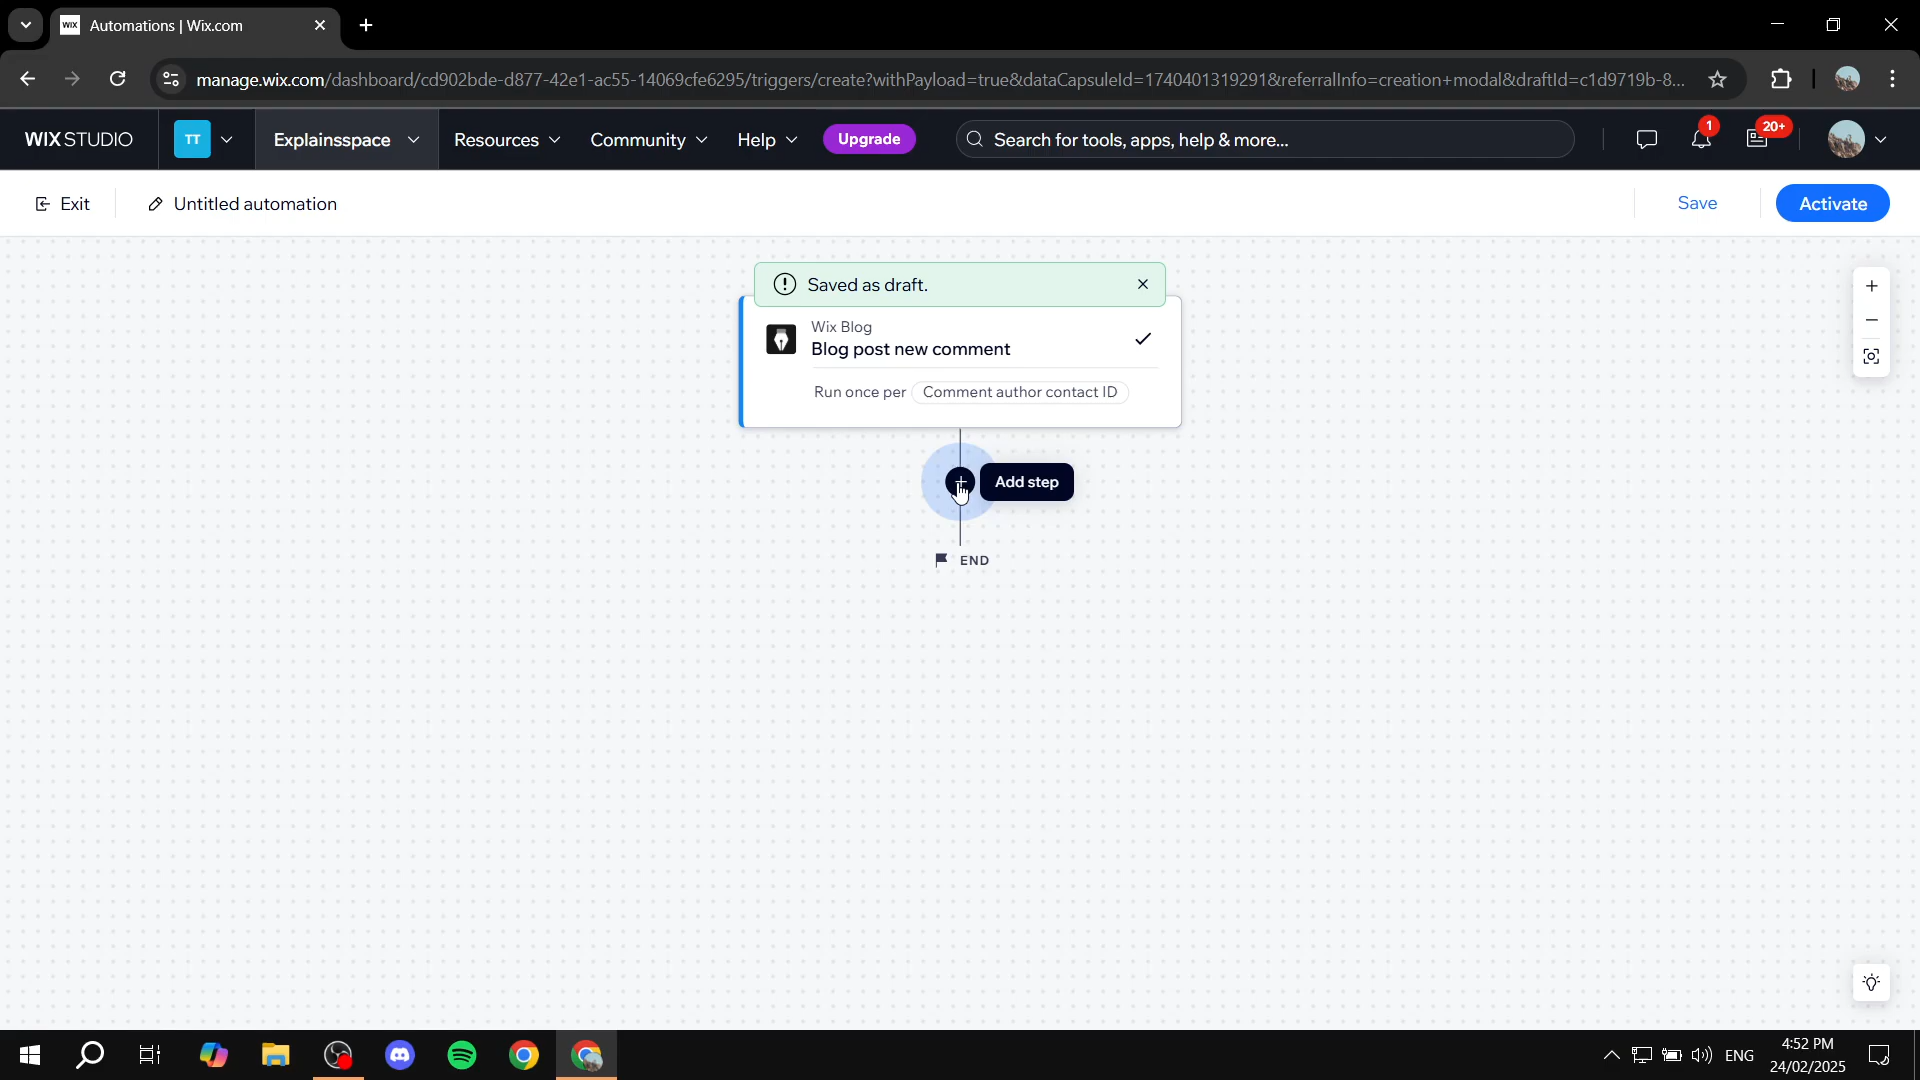 WIX
Automations | Wix.com
manage.wix.com/dashboard/cd902bde-d877-42e1-ac55-14069cfe6295/triggers/create?withPayload=true&dataCapsuleId=1740401319291&referralInfo=creation+modal&draftId=c1d9719b-8...
WIX STUDIO
TT
Explainsspace
Resources
Community
Help
Upgrade
Search for tools, apps, help & more...
1
20+
Exit
Untitled automation
Save
Activate
Saved as draft.
Wix Blog
Blog post new comment
Run once per Comment author contact ID
Add step
END
ENG
4:52 PM
24/02/2025